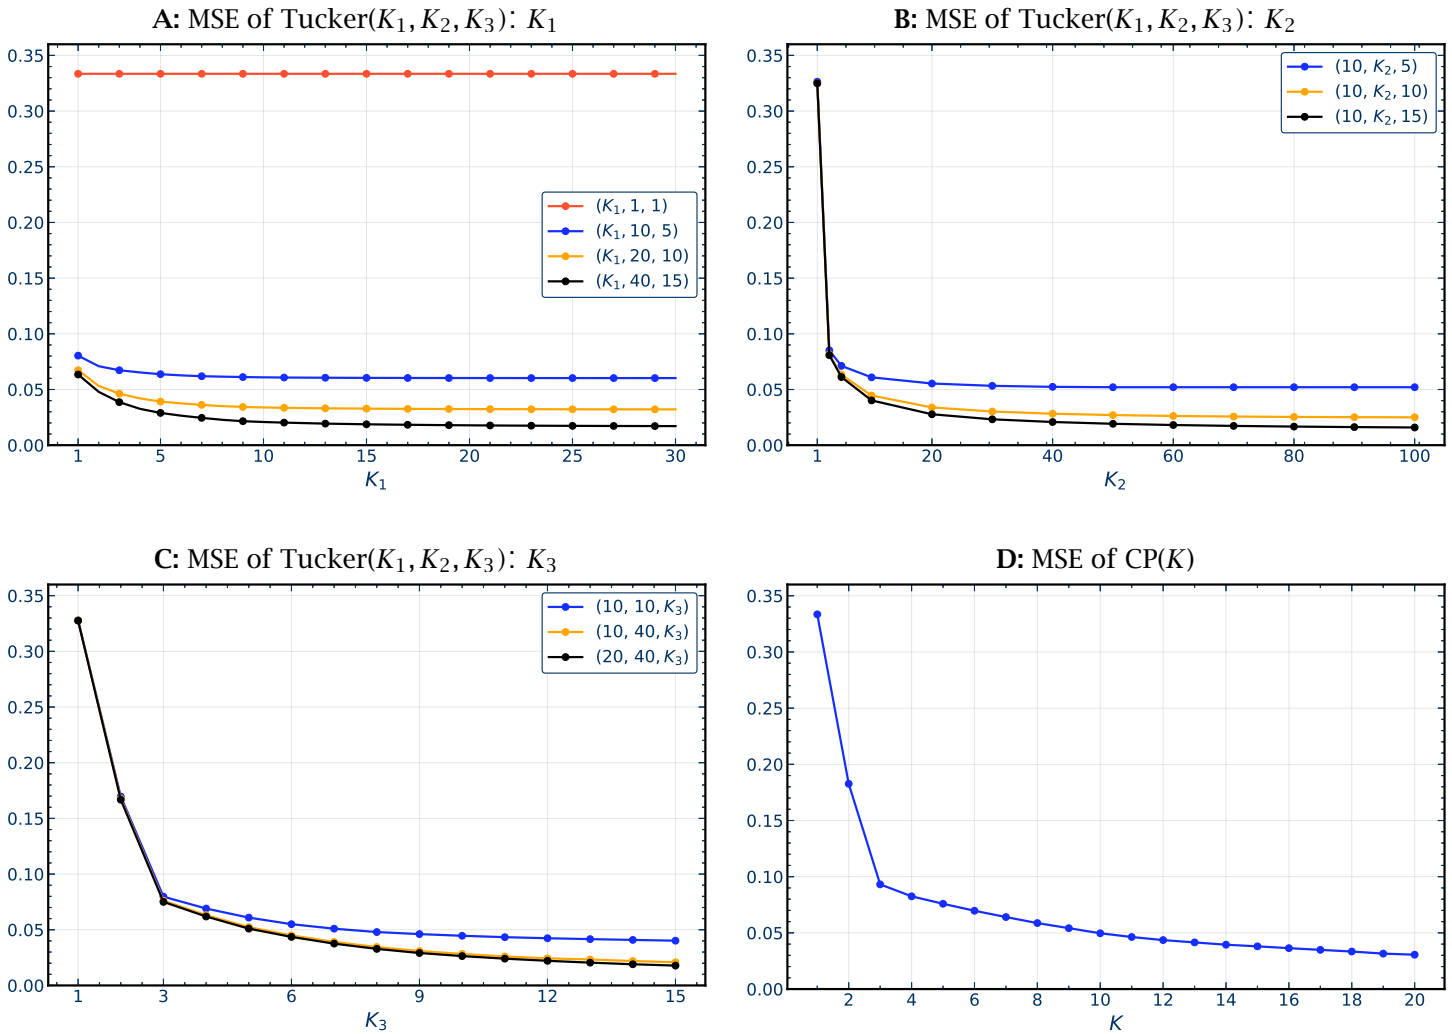 A: MSE of Tucker(K₁, K₂, K₃): K₁
0.35
0.30
0.25
0.20
0.15
0.10
0.05
0.00
(K₁, 1, 1)
(K₁, 10, 5)
(K₁, 20, 10)
(K₁, 40, 15)
1 5 10 15 20 25 30
K₁
B: MSE of Tucker(K₁, K₂, K₃): K₂
0.35
0.30
0.25
0.20
0.15
0.10
0.05
0.00
(10, K₂, 5)
(10, K₂, 10)
(10, K₂, 15)
1 20 40 60 80 100
K₂
C: MSE of Tucker(K₁, K₂, K₃): K₃
0.35
0.30
0.25
0.20
0.15
0.10
0.05
0.00
(10, 10, K₃)
(10, 40, K₃)
(20, 40, K₃)
1 3 6 9 12 15
K₃
D: MSE of CP(K)
0.35
0.30
0.25
0.20
0.15
0.10
0.05
0.00
2 4 6 8 10 12 14 16 18 20
K